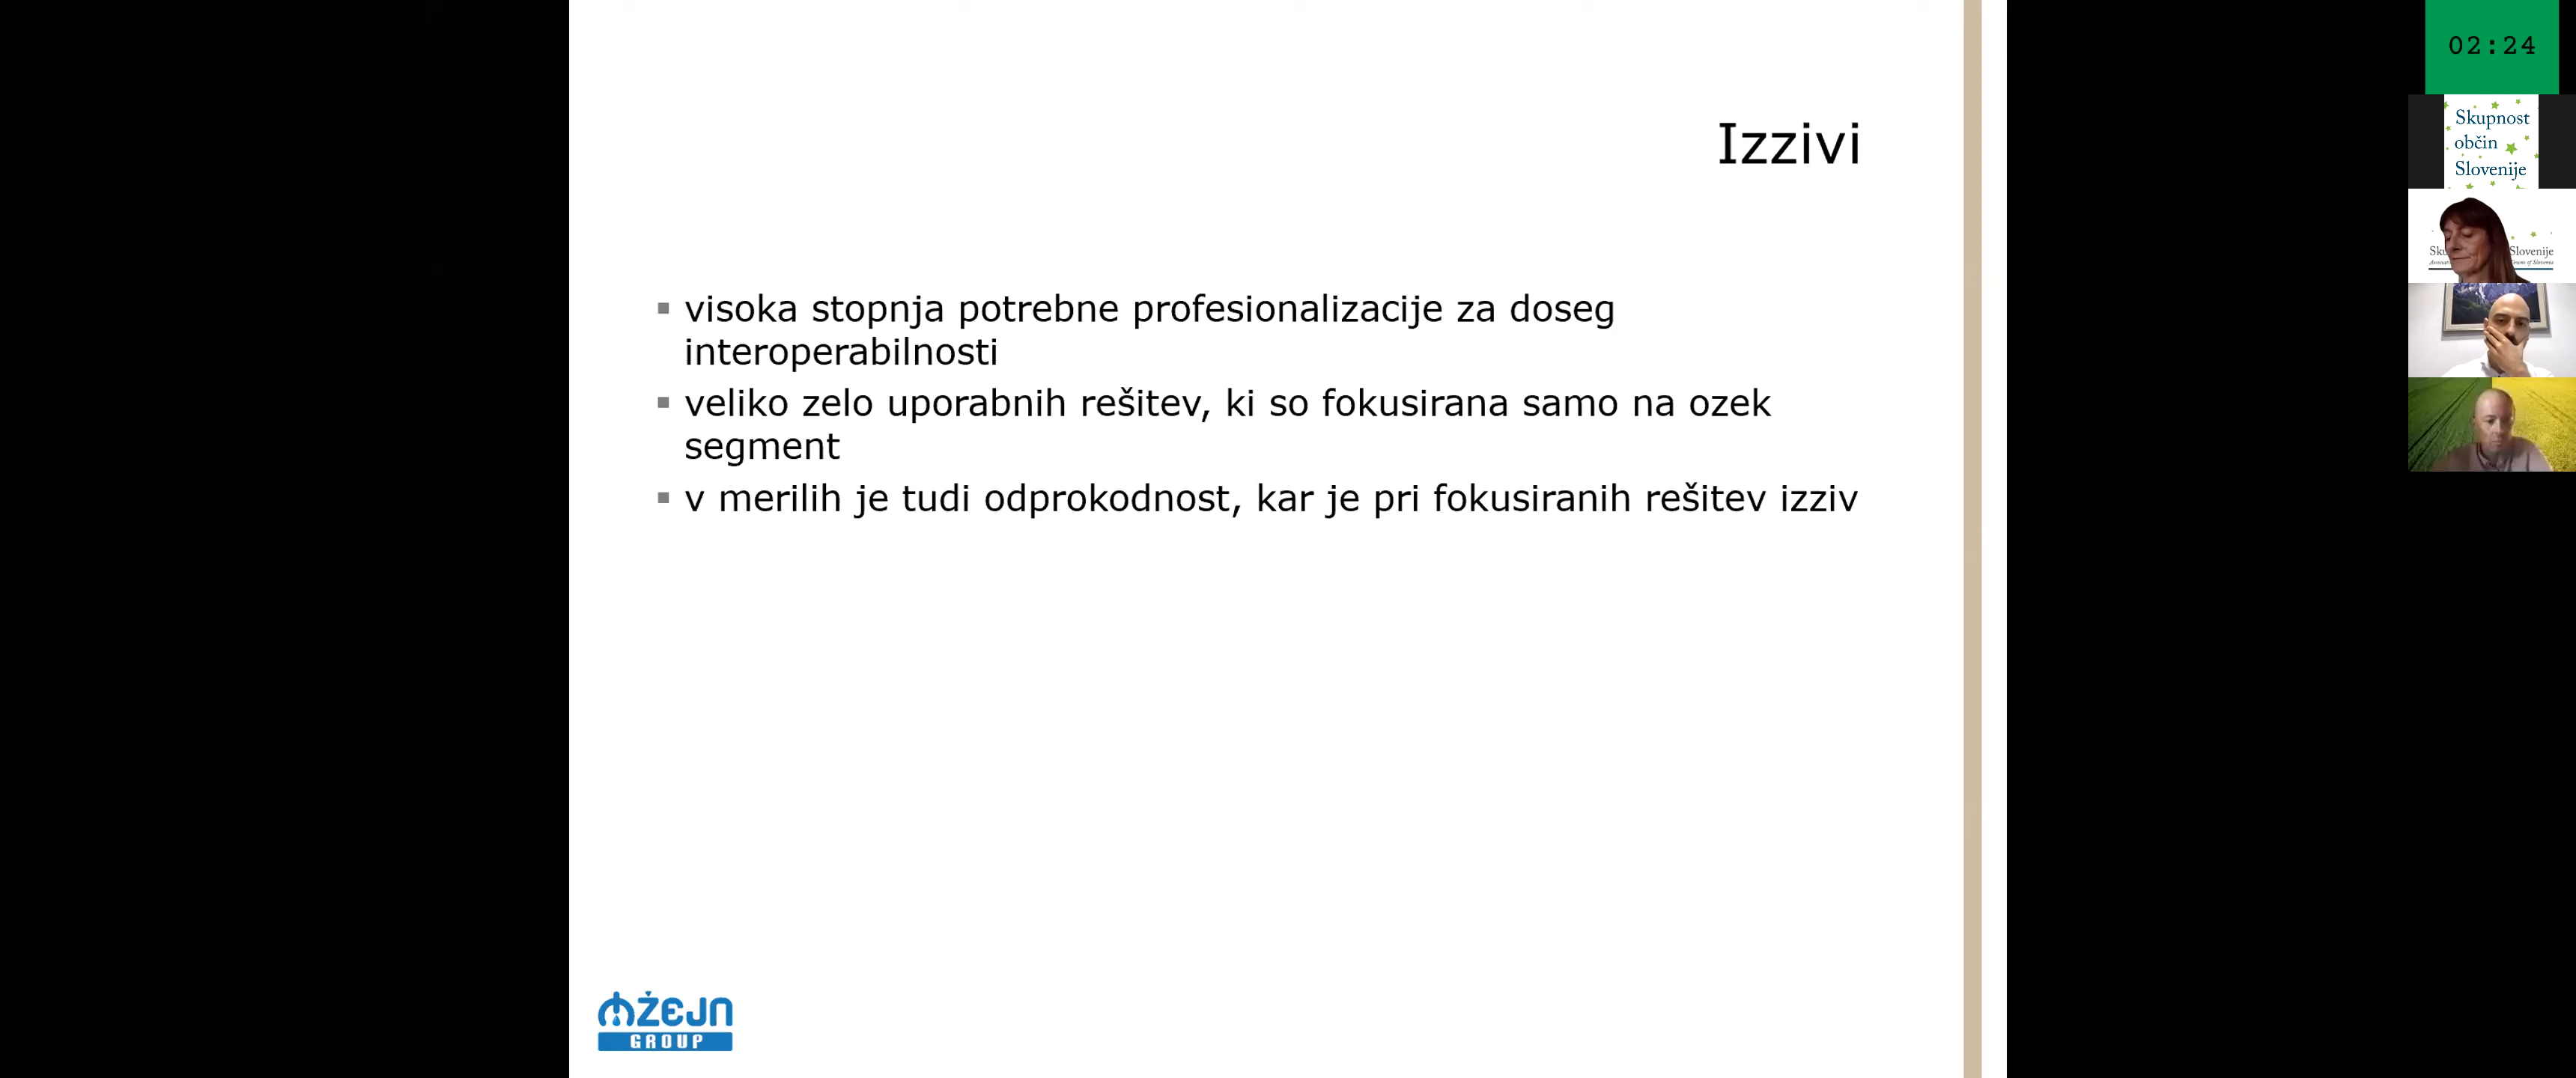 Izzivi
visoka stopnja potrebne profesionalizacije za doseg
interoperabilnosti
veliko zelo uporabnih rešitev, ki so fokusirana samo na ozek
segment
v merilih je tudi odprokodnost, kar je pri fokusiranih rešitev izziv
ŽEJN
GROUP
02:24
Skupnost
občin
Slovenije
Slovenije